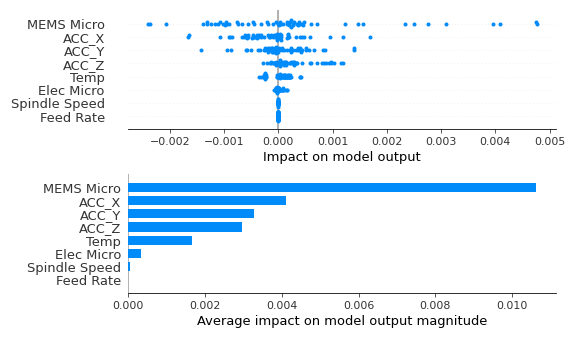 MEMS Micro
ACC_X
ACC_Y
ACC_Z
Temp
Elec Micro
Spindle Speed
Feed Rate
−0.002 −0.001 0.000 0.001 0.002 0.003 0.004 0.005
Impact on model output
MEMS Micro
ACC_X
ACC_Y
ACC_Z
Temp
Elec Micro
Spindle Speed
Feed Rate
0.000 0.002 0.004 0.006 0.008 0.010
Average impact on model output magnitude